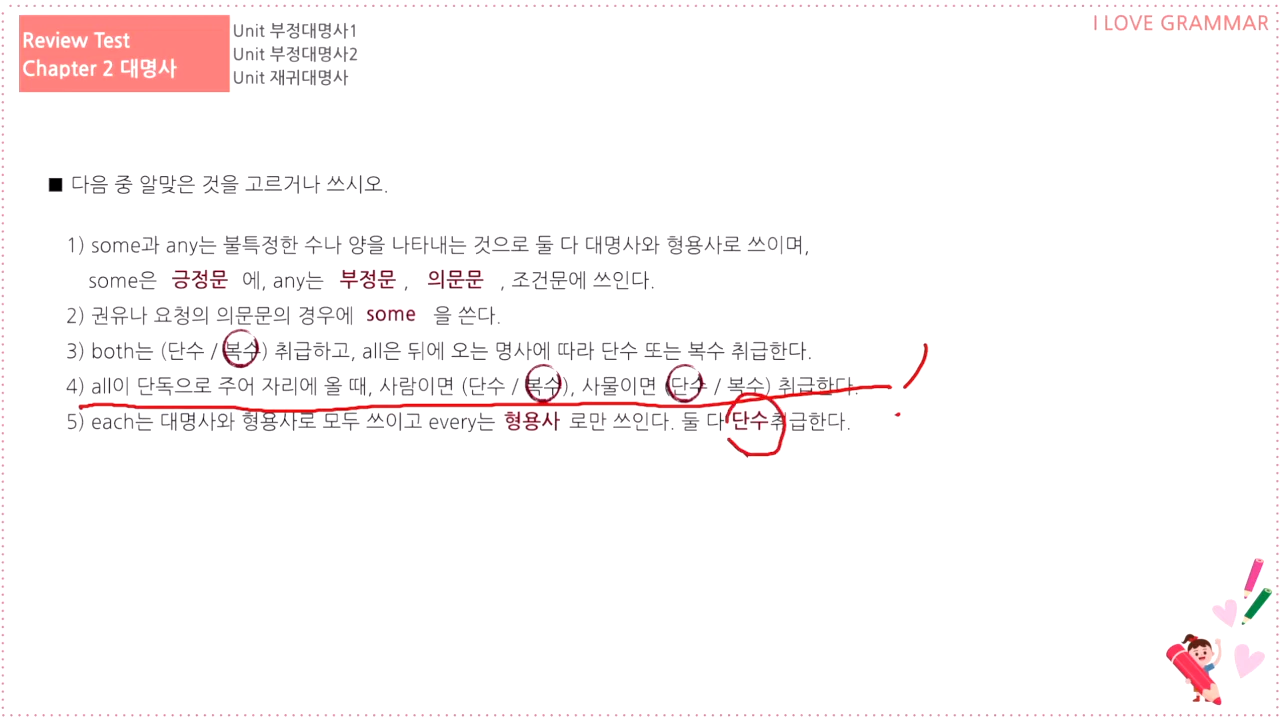 Review Test
Chapter 2 대명사
Unit 부정대명사1
Unit 부정대명사2
Unit 재귀대명사
I LOVE GRAMMAR
■ 다음 중 알맞은 것을 고르거나 쓰시오.
1) some과 any는 불특정한 수나 양을 나타내는 것으로 둘 다 대명사와 형용사로 쓰이며,
some은 긍정문 에, any는 부정문 , 의문문 , 조건문에 쓰인다.
2) 권유나 요청의 의문문의 경우에 some 을 쓴다.
3) both는 (단수 / 복수) 취급하고, all은 뒤에 오는 명사에 따라 단수 또는 복수 취급한다.
4) all이 단독으로 주어 자리에 올 때, 사람이면 (단수 / 복수), 사물이면 (단수 / 복수) 취급한다.
5) each는 대명사와 형용사로 모두 쓰이고 every는 형용사 로만 쓰인다. 둘 다 단수 취급한다.